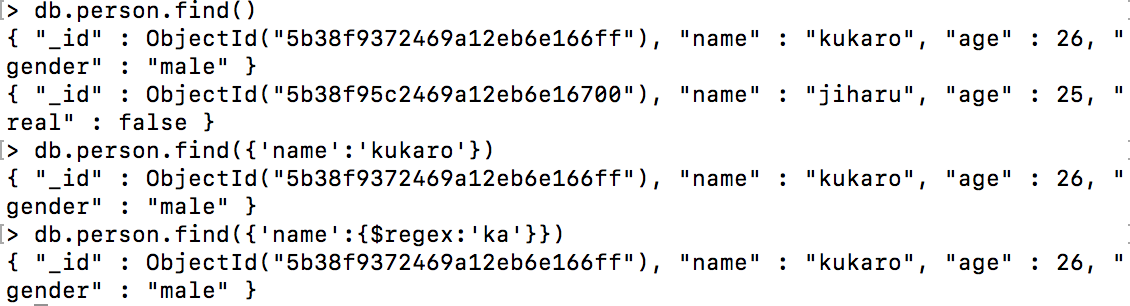 > db.person.find()
{ "_id" : ObjectId("5b38f9372469a12eb6e166ff"), "name" : "kukaro", "age" : 26, "
gender" : "male" }
{ "_id" : ObjectId("5b38f95c2469a12eb6e16700"), "name" : "jiharu", "age" : 25, "
real" : false }
> db.person.find({'name':'kukaro'})
{ "_id" : ObjectId("5b38f9372469a12eb6e166ff"), "name" : "kukaro", "age" : 26, "
gender" : "male" }
> db.person.find({'name':{$regex:'ka'}})
{ "_id" : ObjectId("5b38f9372469a12eb6e166ff"), "name" : "kukaro", "age" : 26, "
gender" : "male" }